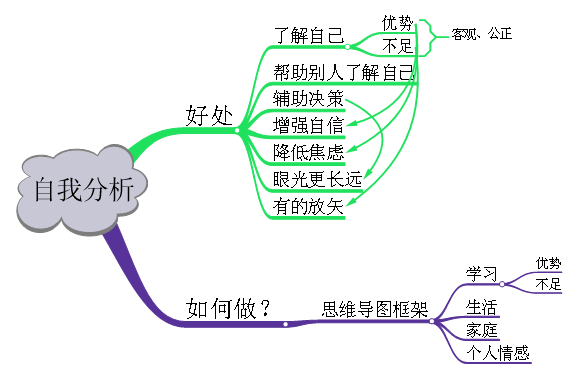 自我分析
好处
了解自己
优势
不足
客观、公正
帮助别人了解自己
辅助决策
增强自信
降低焦虑
眼光更长远
有的放矢
如何做？
思维导图框架
学习
优势
不足
生活
家庭
个人情感